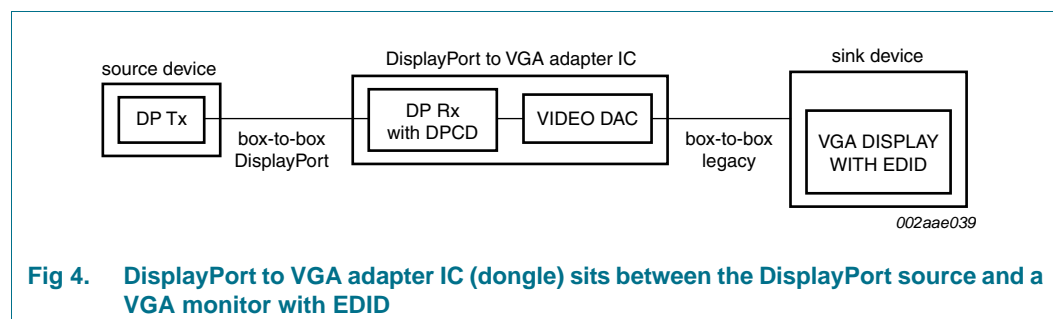 source device
DP Tx
box-to-box
DisplayPort
DisplayPort to VGA adapter IC
DP Rx
with DPCD
VIDEO DAC
box-to-box
legacy
sink device
VGA DISPLAY
WITH EDID
002aae039
Fig 4. DisplayPort to VGA adapter IC (dongle) sits between the DisplayPort source and a
VGA monitor with EDID